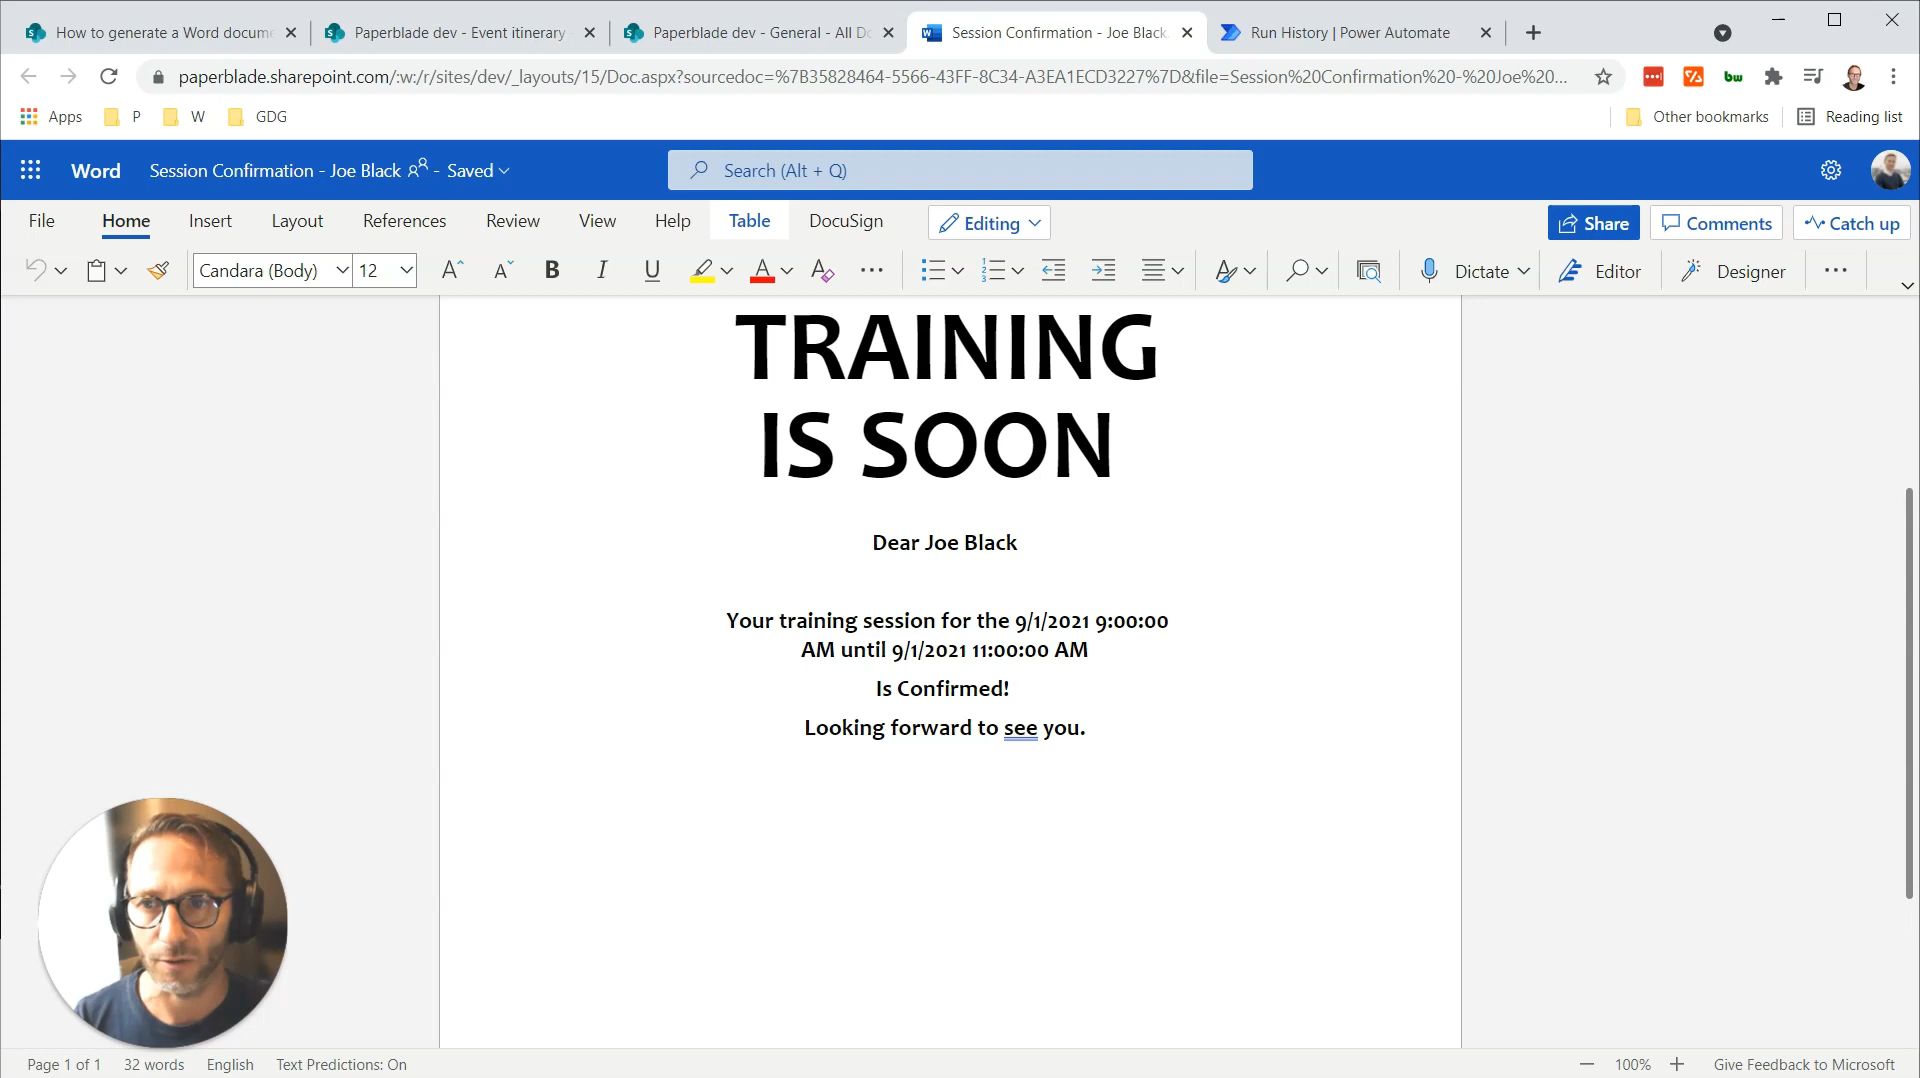 How to generate a Word docume
Paperblade dev - Event itinerary
Paperblade dev - General - All Do
Session Confirmation - Joe Black.
Run History | Power Automate
paperblade.sharepoint.com/:w:/r/sites/dev/_layouts/15/Doc.aspx?sourcedoc=%7B35828464-5566-43FF-8C34-A3EA1ECD3227%7D&file=Session%20Confirmation%20-%20Joe%20...
bw
Apps P W GDG Other bookmarks Reading list
Word Session Confirmation - Joe Black - Saved Search (Alt + Q)
File Home Insert Layout References Review View Help Table DocuSign Editing Share Comments Catch up
Candara (Body) 12 A A B I U A A Dictate Editor Designer
TRAINING
IS SOON
Dear Joe Black
Your training session for the 9/1/2021 9:00:00
AM until 9/1/2021 11:00:00 AM
Is Confirmed!
Looking forward to see you.
Page 1 of 1 32 words English Text Predictions: On 100% Give Feedback to Microsoft